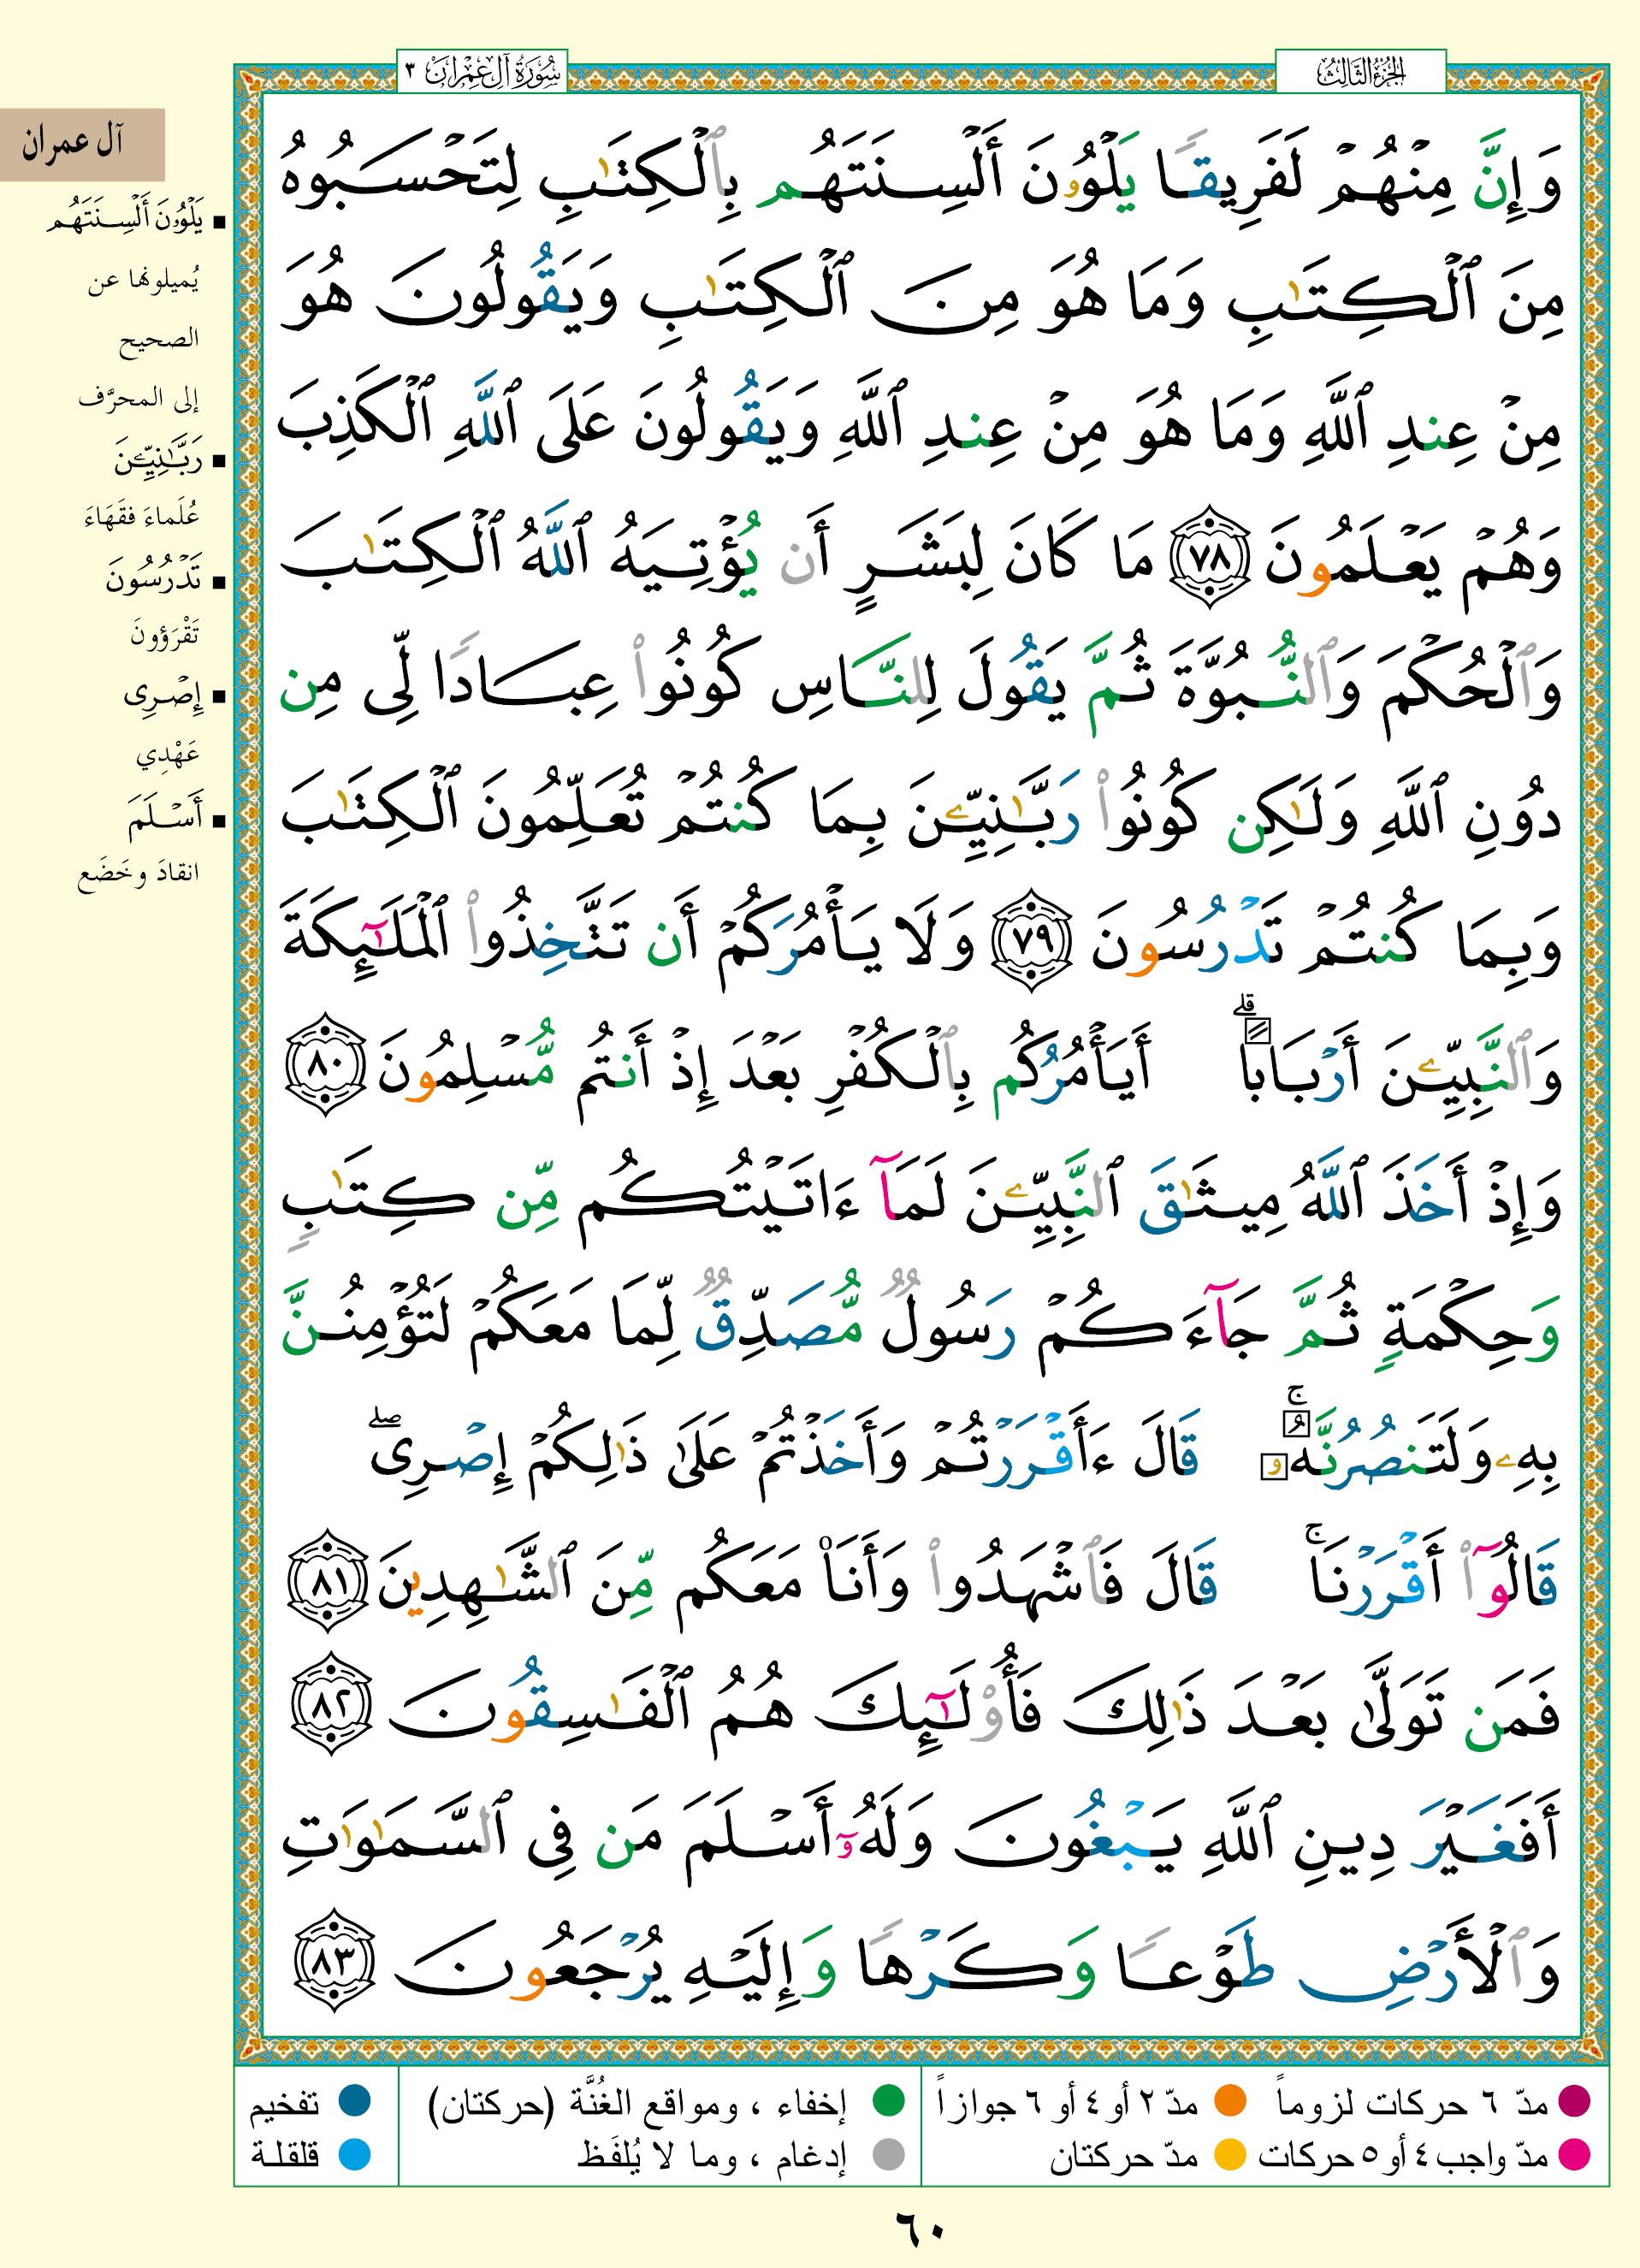 الجزء الثالث
سورة آل عمران ٣
وَإِنَّ مِنْهُمْ لَفَرِيقًا يَلْوُۥنَ أَلْسِنَتَهُم بِٱلْكِتَٰبِ لِتَحْسَبُوهُ
مِنَ ٱلْكِتَٰبِ وَمَا هُوَ مِنَ ٱلْكِتَٰبِ وَيَقُولُونَ هُوَ
مِنْ عِندِ ٱللَّهِ وَمَا هُوَ مِنْ عِندِ ٱللَّهِ وَيَقُولُونَ عَلَى ٱللَّهِ ٱلْكَذِبَ
وَهُمْ يَعْلَمُونَ ٧٨ مَا كَانَ لِبَشَرٍ أَن يُؤْتِيَهُ ٱللَّهُ ٱلْكِتَٰبَ
وَٱلْحُكْمَ وَٱلنُّبُوَّةَ ثُمَّ يَقُولَ لِلنَّاسِ كُونُوا۟ عِبَادًا لِّى مِن
دُونِ ٱللَّهِ وَلَٰكِن كُونُوا۟ رَبَّٰنِيِّۦنَ بِمَا كُنتُمْ تُعَلِّمُونَ ٱلْكِتَٰبَ
وَبِمَا كُنتُمْ تَدْرُسُونَ ٧٩ وَلَا يَأْمُرَكُمْ أَن تَتَّخِذُوا۟ ٱلْمَلَٰٓئِكَةَ
وَٱلنَّبِيِّۦنَ أَرْبَابًا ۗ أَيَأْمُرُكُم بِٱلْكُفْرِ بَعْدَ إِذْ أَنتُم مُّسْلِمُونَ ٨٠
وَإِذْ أَخَذَ ٱللَّهُ مِيثَٰقَ ٱلنَّبِيِّۦنَ لَمَآ ءَاتَيْتُكُم مِّن كِتَٰبٍ
وَحِكْمَةٍ ثُمَّ جَآءَكُمْ رَسُولٌ مُّصَدِّقٌ لِّمَا مَعَكُمْ لَتُؤْمِنُنَّ
بِهِۦ وَلَتَنصُرُنَّهُۥ ۚ قَالَ ءَأَقْرَرْتُمْ وَأَخَذْتُمْ عَلَىٰ ذَٰلِكُمْ إِصْرِى ۖ
قَالُوٓا۟ أَقْرَرْنَا ۚ قَالَ فَٱشْهَدُوا۟ وَأَنَا۠ مَعَكُم مِّنَ ٱلشَّٰهِدِينَ ٨١
فَمَن تَوَلَّىٰ بَعْدَ ذَٰلِكَ فَأُو۟لَٰٓئِكَ هُمُ ٱلْفَٰسِقُونَ ٨٢
أَفَغَيْرَ دِينِ ٱللَّهِ يَبْغُونَ وَلَهُۥٓ أَسْلَمَ مَن فِى ٱلسَّمَٰوَٰتِ
وَٱلْأَرْضِ طَوْعًا وَكَرْهًا وَإِلَيْهِ يُرْجَعُونَ ٨٣
آل عمران
يَلْوُۥنَ أَلْسِنَتَهُم
يُميلونها عن
الصحيح
إلى المحرَّف
رَبَّٰنِيِّۦنَ
عُلَماءَ فقَهَاءَ
تَدْرُسُونَ
تَقْرَؤونَ
إِصْرِى
عَهْدِي
أَسْلَمَ
انقادَ وخَضَع
مدّ ٦ حركات لزوماً
مدّ ٢ أو ٤ أو ٦ جوازاً
إخفاء ، ومواقع الغُنَّة (حركتان)
تفخيم
مدّ واجب ٤ أو ٥ حركات
مدّ حركتان
إدغام ، وما لا يُلفَظ
قلقلة
٦٠